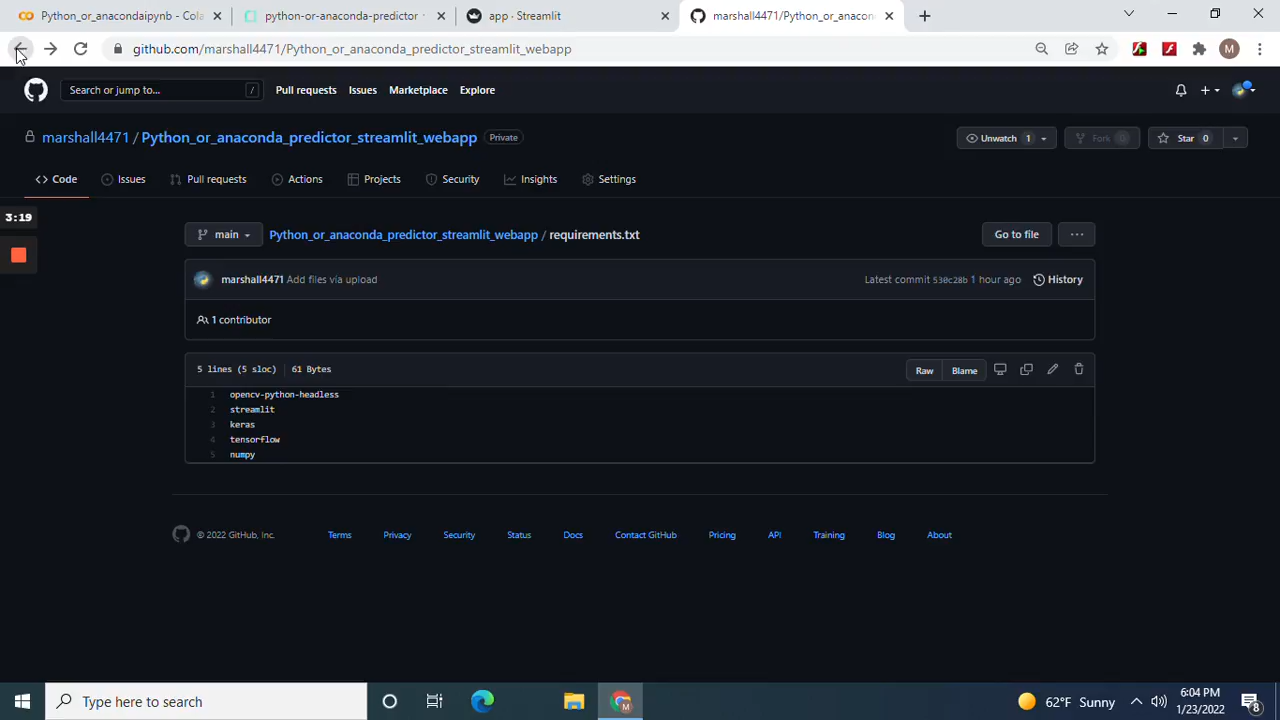 Python_or_anacondaipynb - Cola
python-or-anaconda-predictor
app · Streamlit
marshall4471/Python_or_anacon
github.com/marshall4471/Python_or_anaconda_predictor_streamlit_webapp
M
Search or jump to... /
Pull requests
Issues
Marketplace
Explore
marshall4471 / Python_or_anaconda_predictor_streamlit_webapp Private
Unwatch 1
Fork 0
Star 0
Code
Issues
Pull requests
Actions
Projects
Security
Insights
Settings
3:19
main
Python_or_anaconda_predictor_streamlit_webapp / requirements.txt
Go to file
...
marshall4471 Add files via upload
Latest commit 530c28b 1 hour ago
History
1 contributor
5 lines (5 sloc) | 61 Bytes
Raw
Blame
1 opencv-python-headless
2 streamlit
3 keras
4 tensorflow
5 numpy
© 2022 GitHub, Inc.
Terms
Privacy
Security
Status
Docs
Contact GitHub
Pricing
API
Training
Blog
About
Type here to search
M
62°F Sunny
6:04 PM
1/23/2022
8